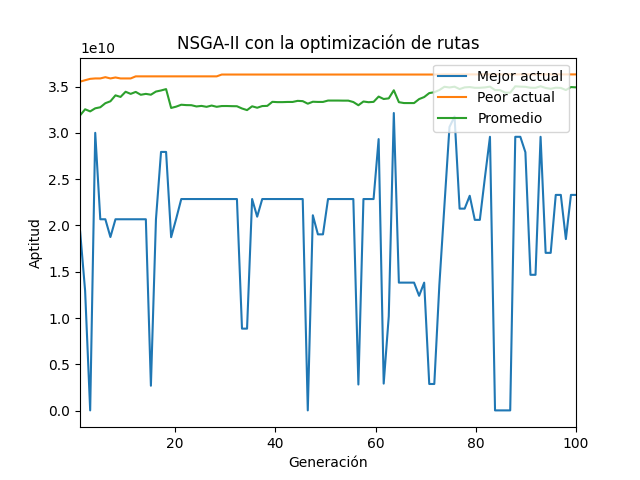 NSGA-II con la optimización de rutas
1e10
Mejor actual
Peor actual
Promedio
3.5
3.0
2.5
2.0
1.5
1.0
0.5
0.0
Aptitud
20
40
60
80
100
Generación